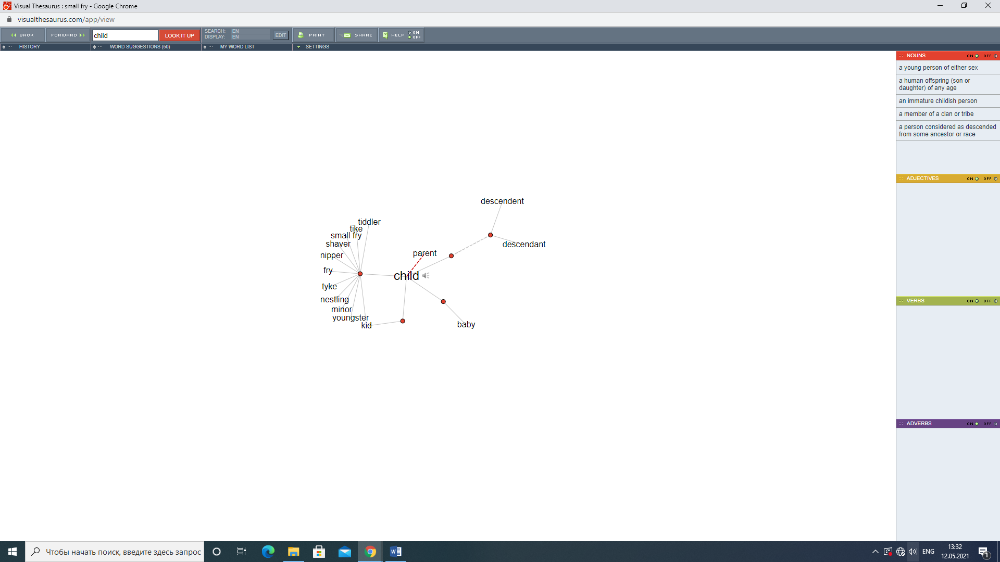 Visual Thesaurus : small fry - Google Chrome
visualthesaurus.com/app/view
BACK
FORWARD
child
LOOK IT UP
SEARCH: EN
DISPLAY: EN
EDIT
PRINT
SHARE
HELP
ON
OFF
HISTORY
WORD SUGGESTIONS (50)
MY WORD LIST
SETTINGS
NOUNS ON OFF
a young person of either sex
a human offspring (son or
daughter) of any age
an immature childish person
a member of a clan or tribe
a person considered as descended
from some ancestor or race
ADJECTIVES ON OFF
VERBS ON OFF
ADVERBS ON OFF
descendent
tiddler
tike
small fry
shaver
descendant
parent
nipper
fry
child
tyke
nestling
minor
youngster
kid
baby
Чтобы начать поиск, введите здесь запрос
ENG
13:32
12.05.2021
1